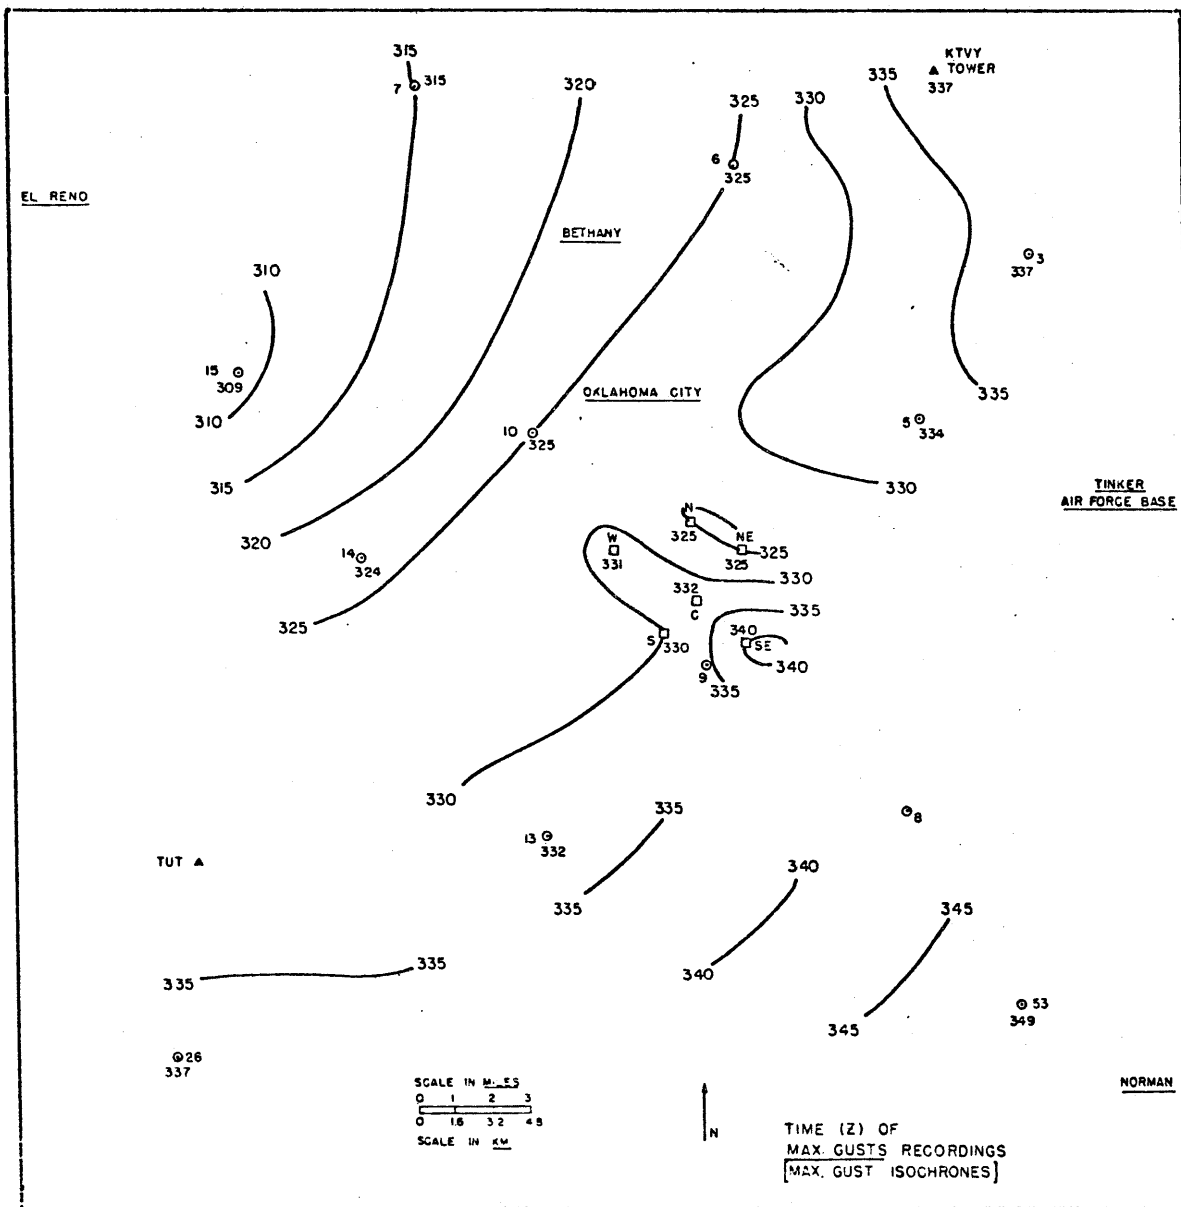 315
7 315
320
325
330
335
KTVY
TOWER
337
6
325
EL RENO
BETHANY
3
337
310
15
309
310
OKLAHOMA CITY
335
5
334
10
325
315
330
TINKER
AIR FORCE BASE
320
N
325
NE
325
325
W
331
14
324
330
332
C
335
325
S
330
340
SE
340
9
335
330
335
8
13
332
TUT
335
340
345
335
335
340
345
53
349
26
337
SCALE IN MILES
0 1 2 3
0 1.6 3.2 4.8
SCALE IN KM
N
NORMAN
TIME (Z) OF
MAX. GUSTS RECORDINGS
[MAX. GUST ISOCHRONES]